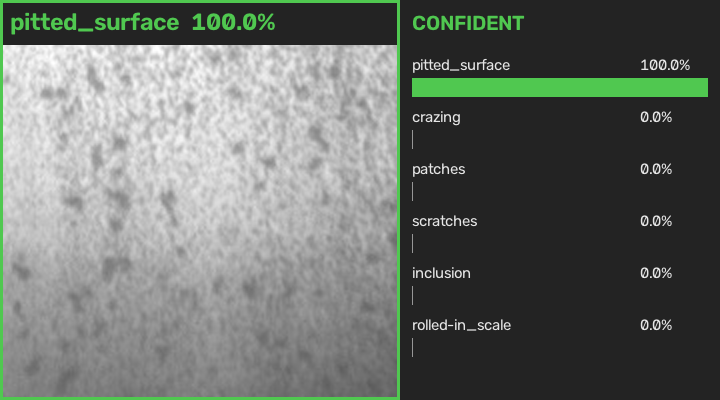 pitted_surface 100.0%
CONFIDENT
pitted_surface 100.0%
crazing 0.0%
patches 0.0%
scratches 0.0%
inclusion 0.0%
rolled-in_scale 0.0%